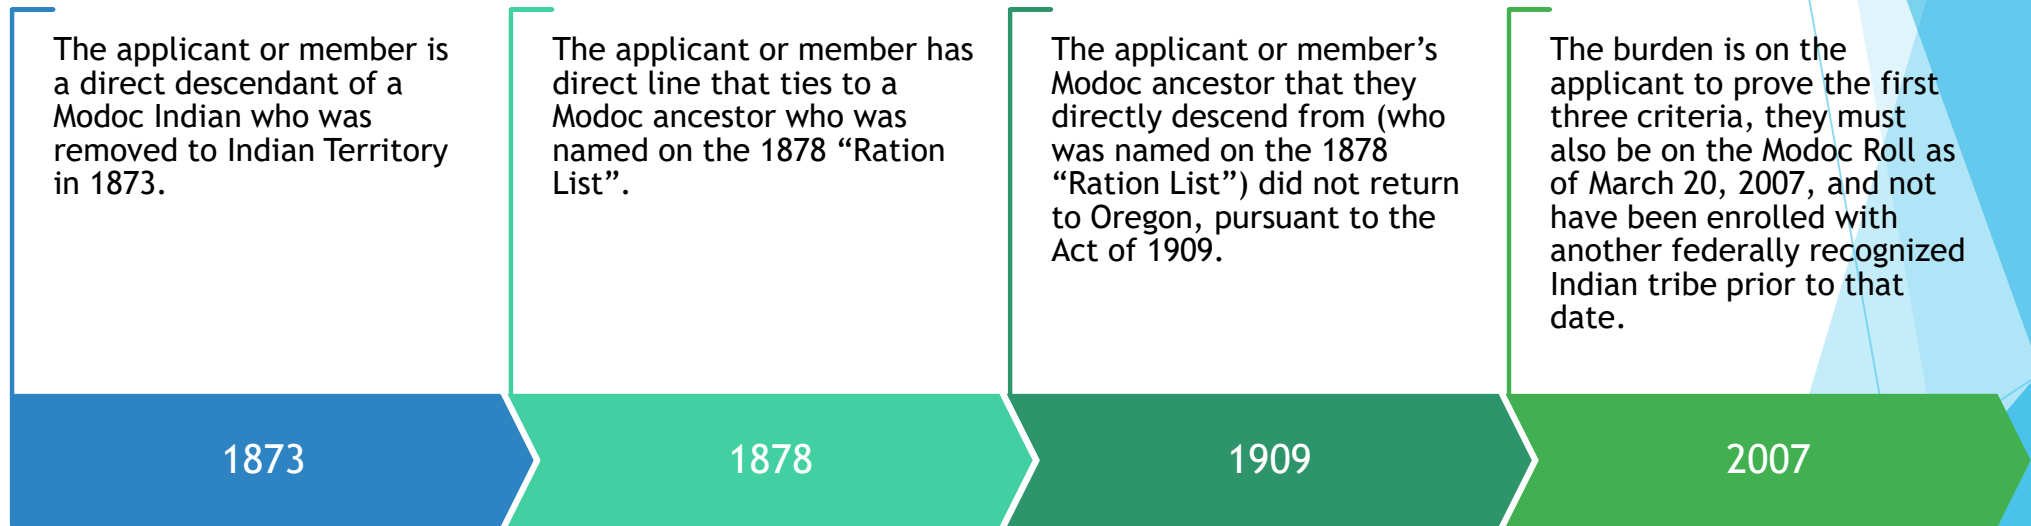 The applicant or member is
a direct descendant of a
Modoc Indian who was
removed to Indian Territory
in 1873.
The applicant or member has
direct line that ties to a
Modoc ancestor who was
named on the 1878 “Ration
List”.
The applicant or member’s
Modoc ancestor that they
directly descend from (who
was named on the 1878
“Ration List”) did not return
to Oregon, pursuant to the
Act of 1909.
The burden is on the
applicant to prove the first
three criteria, they must
also be on the Modoc Roll as
of March 20, 2007, and not
have been enrolled with
another federally recognized
Indian tribe prior to that
date.
1873
1878
1909
2007